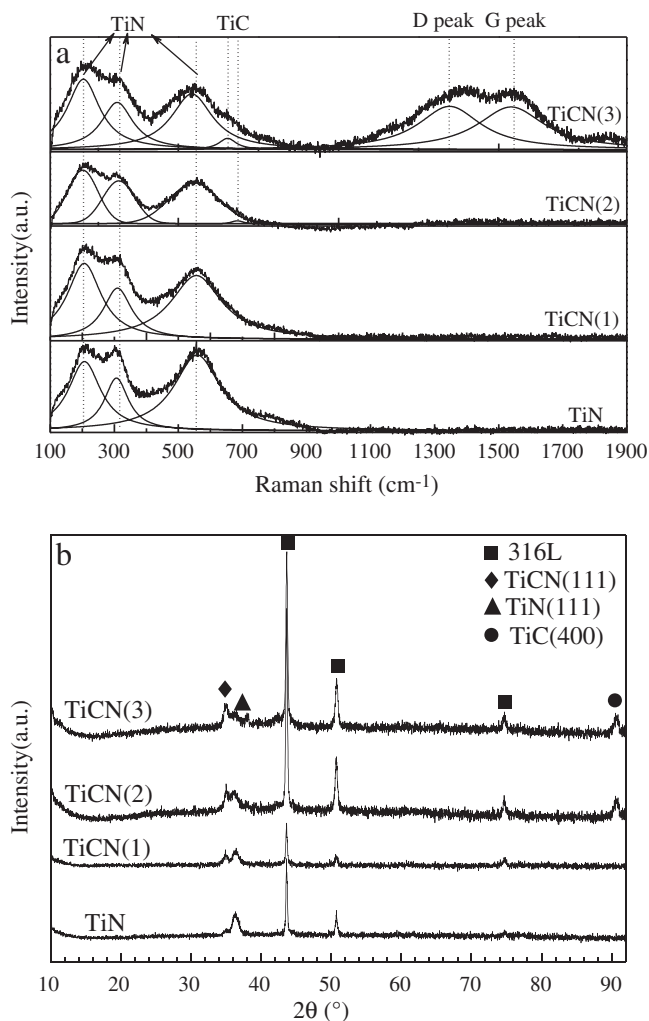 TiN TiC D peak G peak
a
TiCN(3)
TiCN(2)
TiCN(1)
TiN
Intensity(a.u.)
100 300 500 700 900 1100 1300 1500 1700 1900
Raman shift (cm-1)
b
316L
TiCN(111)
TiN(111)
TiC(400)
TiCN(3)
TiCN(2)
TiCN(1)
TiN
Intensity(a.u.)
10 20 30 40 50 60 70 80 90
2θ (°)